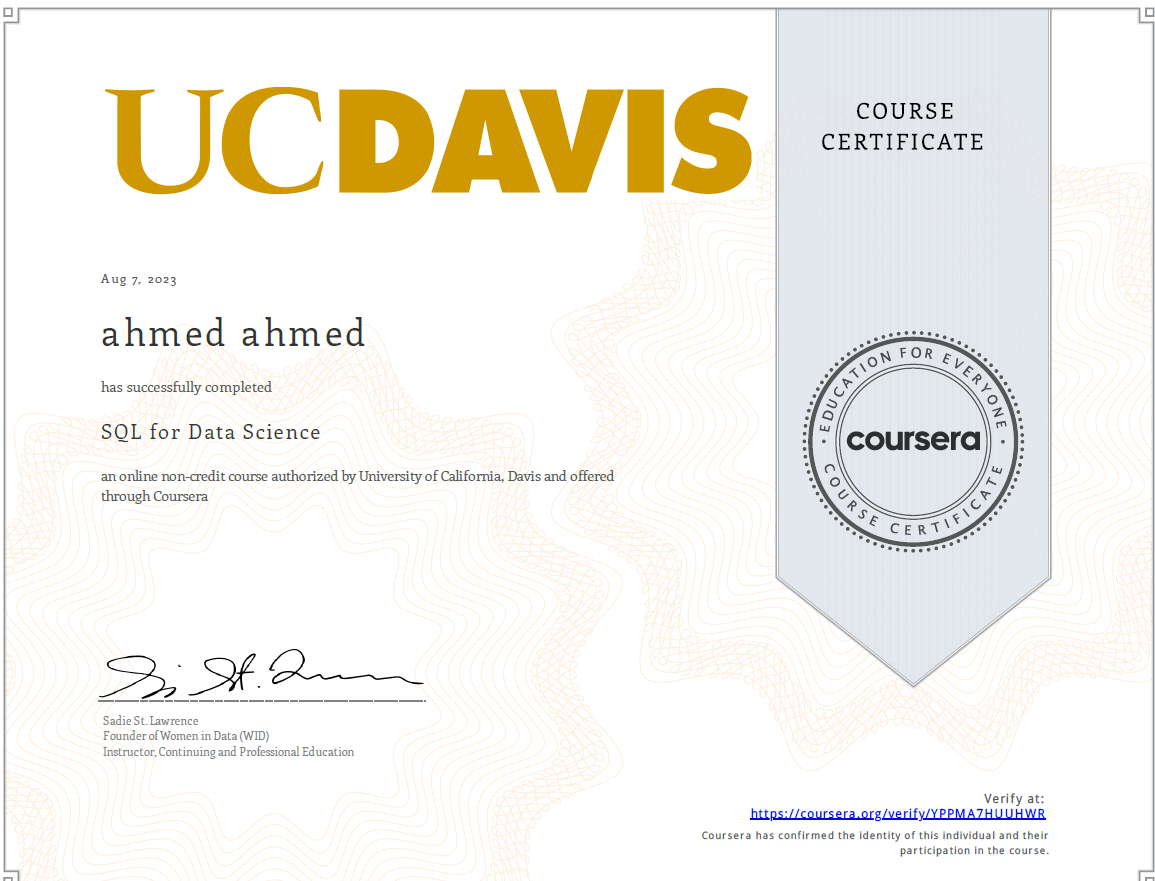 UCDAVIS
COURSE
CERTIFICATE
Aug 7, 2023
ahmed ahmed
has successfully completed
SQL for Data Science
an online non-credit course authorized by University of California, Davis and offered
through Coursera
EDUCATION FOR EVERYONE
coursera
COURSE CERTIFICATE
Sadie St. Lawrence
Founder of Women in Data (WID)
Instructor, Continuing and Professional Education
Verify at:
https://coursera.org/verify/YPPMA7HUUHWR
Coursera has confirmed the identity of this individual and their
participation in the course.